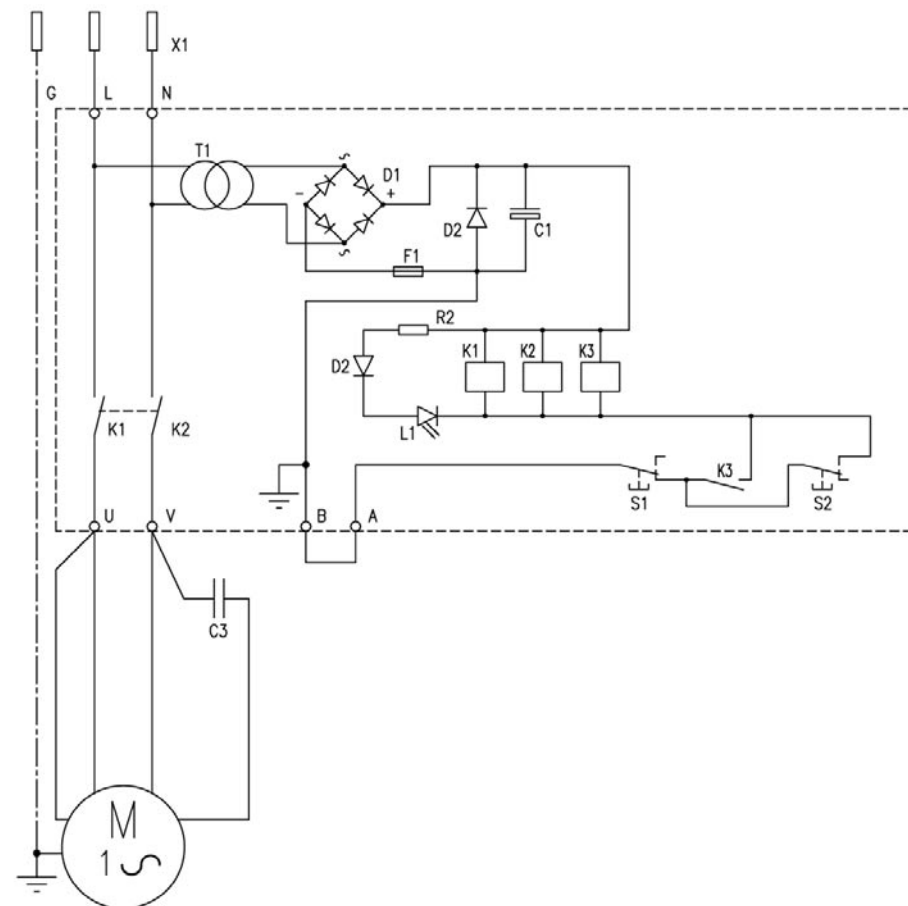 X1
G L N
T1
D1
- +
D2
C1
F1
R2
K1 K2 K3
D2
L1
K1 K2
K3
S1 S2
U V B A
C3
M
1